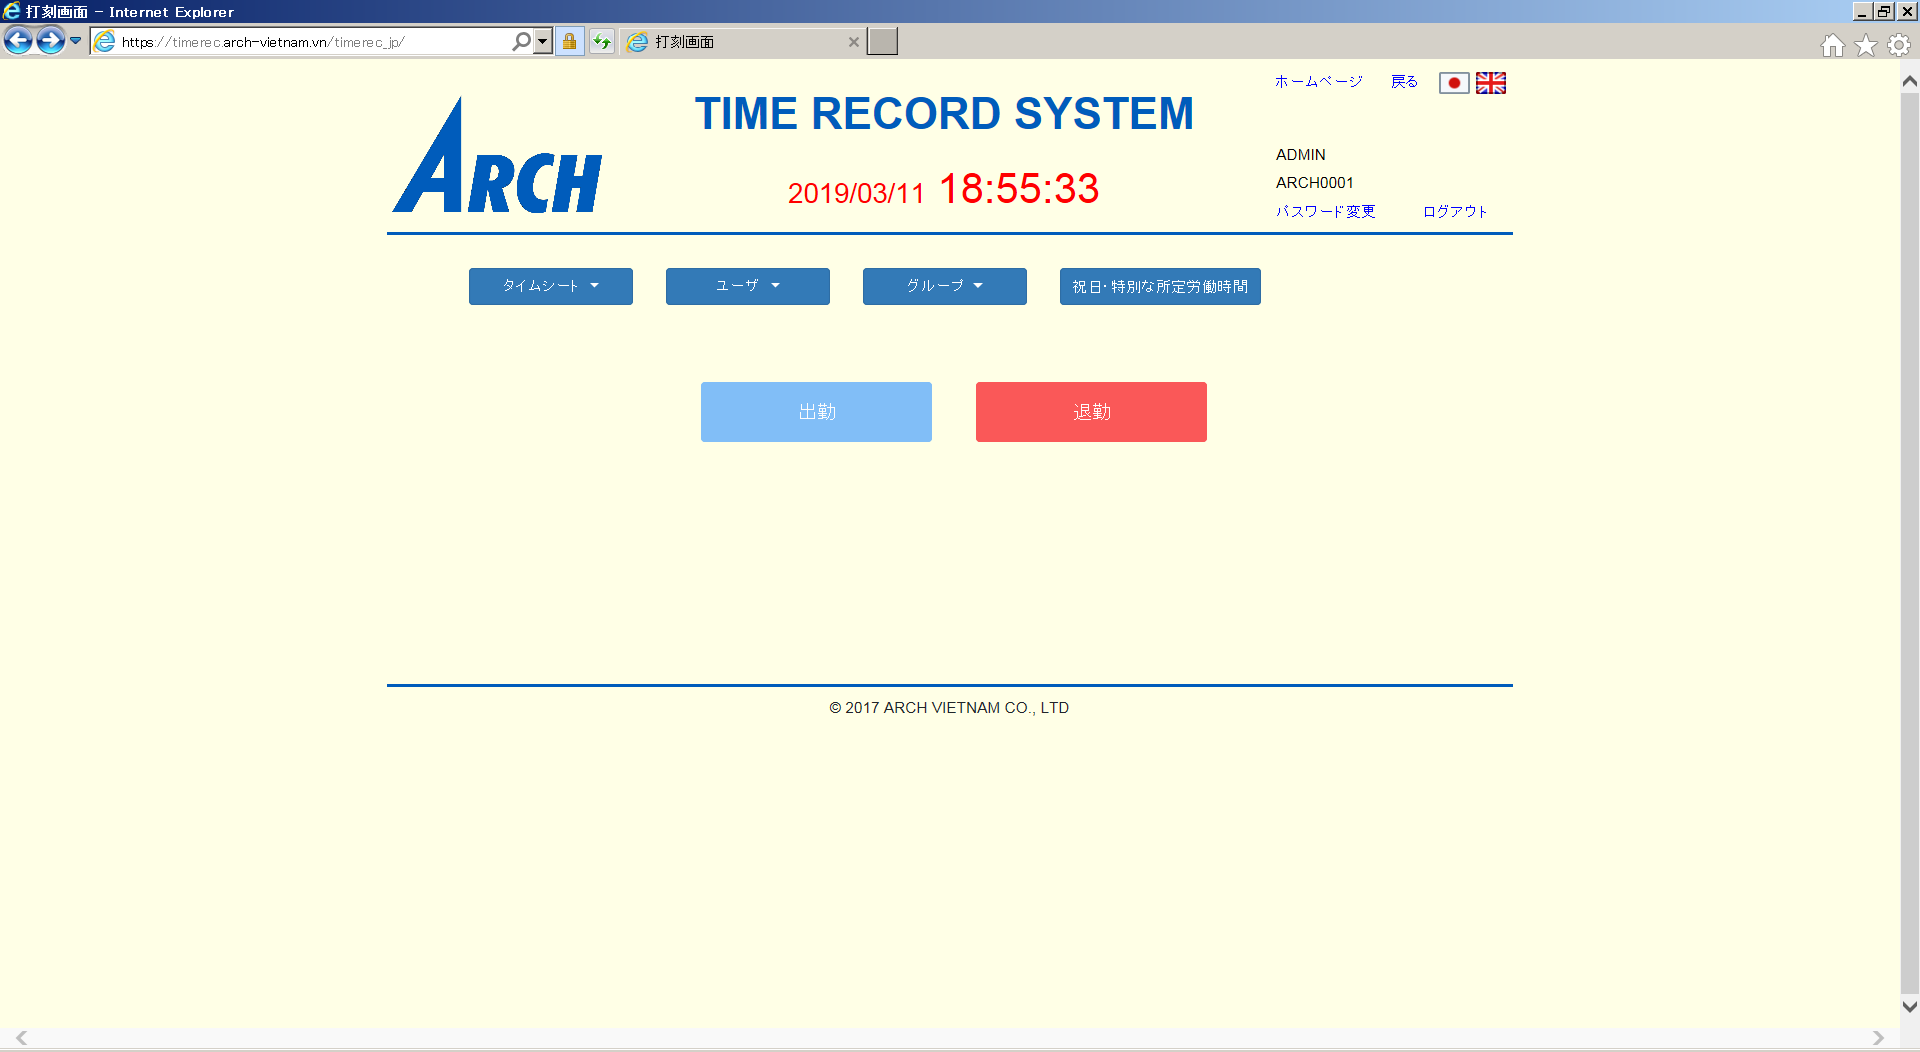 打刻画面 - Internet Explorer
https://timerec.arch-vietnam.vn/timerec_jp/
打刻画面
ホームページ 戻る
TIME RECORD SYSTEM
ARCH
2019/03/11 18:55:33
ADMIN
ARCH0001
パスワード変更 ログアウト
タイムシート ユーザ グループ 祝日・特別な所定労働時間
出勤 退勤
© 2017 ARCH VIETNAM CO., LTD